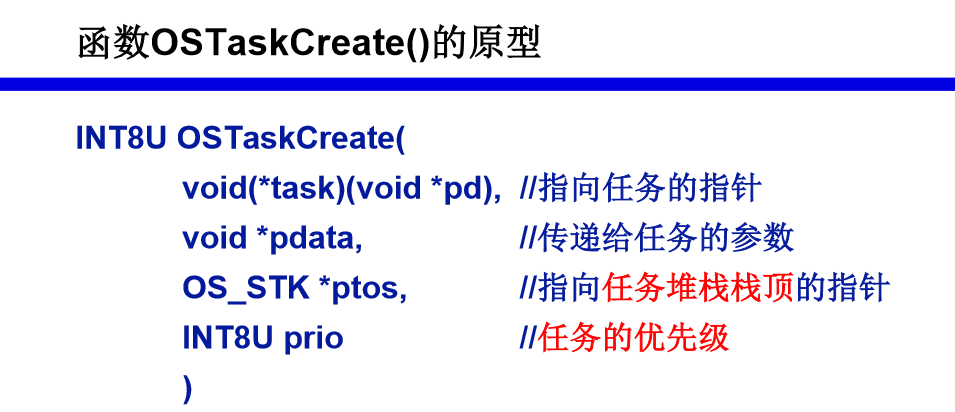 函数OSTaskCreate()的原型
INT8U OSTaskCreate(
void(*task)(void *pd), //指向任务的指针
void *pdata, //传递给任务的参数
OS_STK *ptos, //指向任务堆栈栈顶的指针
INT8U prio //任务的优先级
)